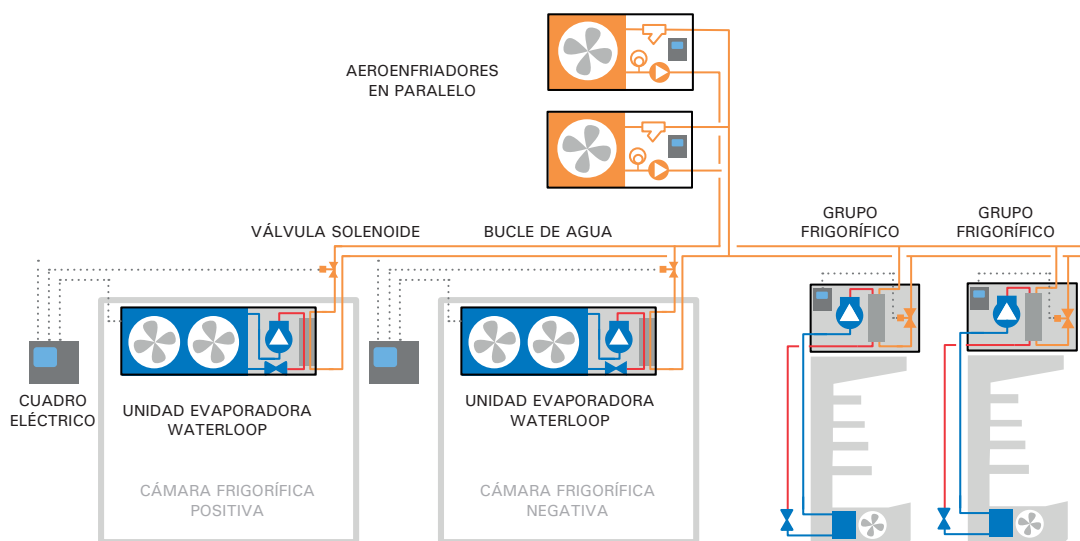 AEROENFRIADORES
EN PARALELO
VÁLVULA SOLENOIDE
BUCLE DE AGUA
GRUPO
FRIGORÍFICO
GRUPO
FRIGORÍFICO
CUADRO
ELÉCTRICO
UNIDAD EVAPORADORA
WATERLOOP
UNIDAD EVAPORADORA
WATERLOOP
CÁMARA FRIGORÍFICA
POSITIVA
CÁMARA FRIGORÍFICA
NEGATIVA